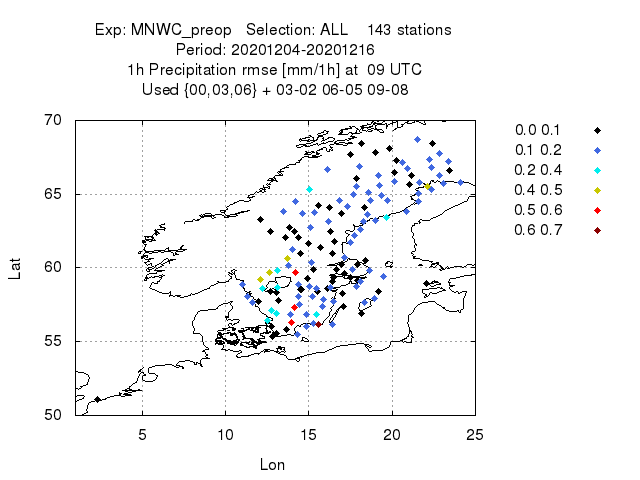 Exp: MNWC_preop Selection: ALL 143 stations
Period: 20201204-20201216
1h Precipitation rmse [mm/1h] at 09 UTC
Used {00,03,06} + 03-02 06-05 09-08
70
65
60
55
50
Lat
5 10 15 20 25
Lon
0.0 0.1
0.1 0.2
0.2 0.4
0.4 0.5
0.5 0.6
0.6 0.7